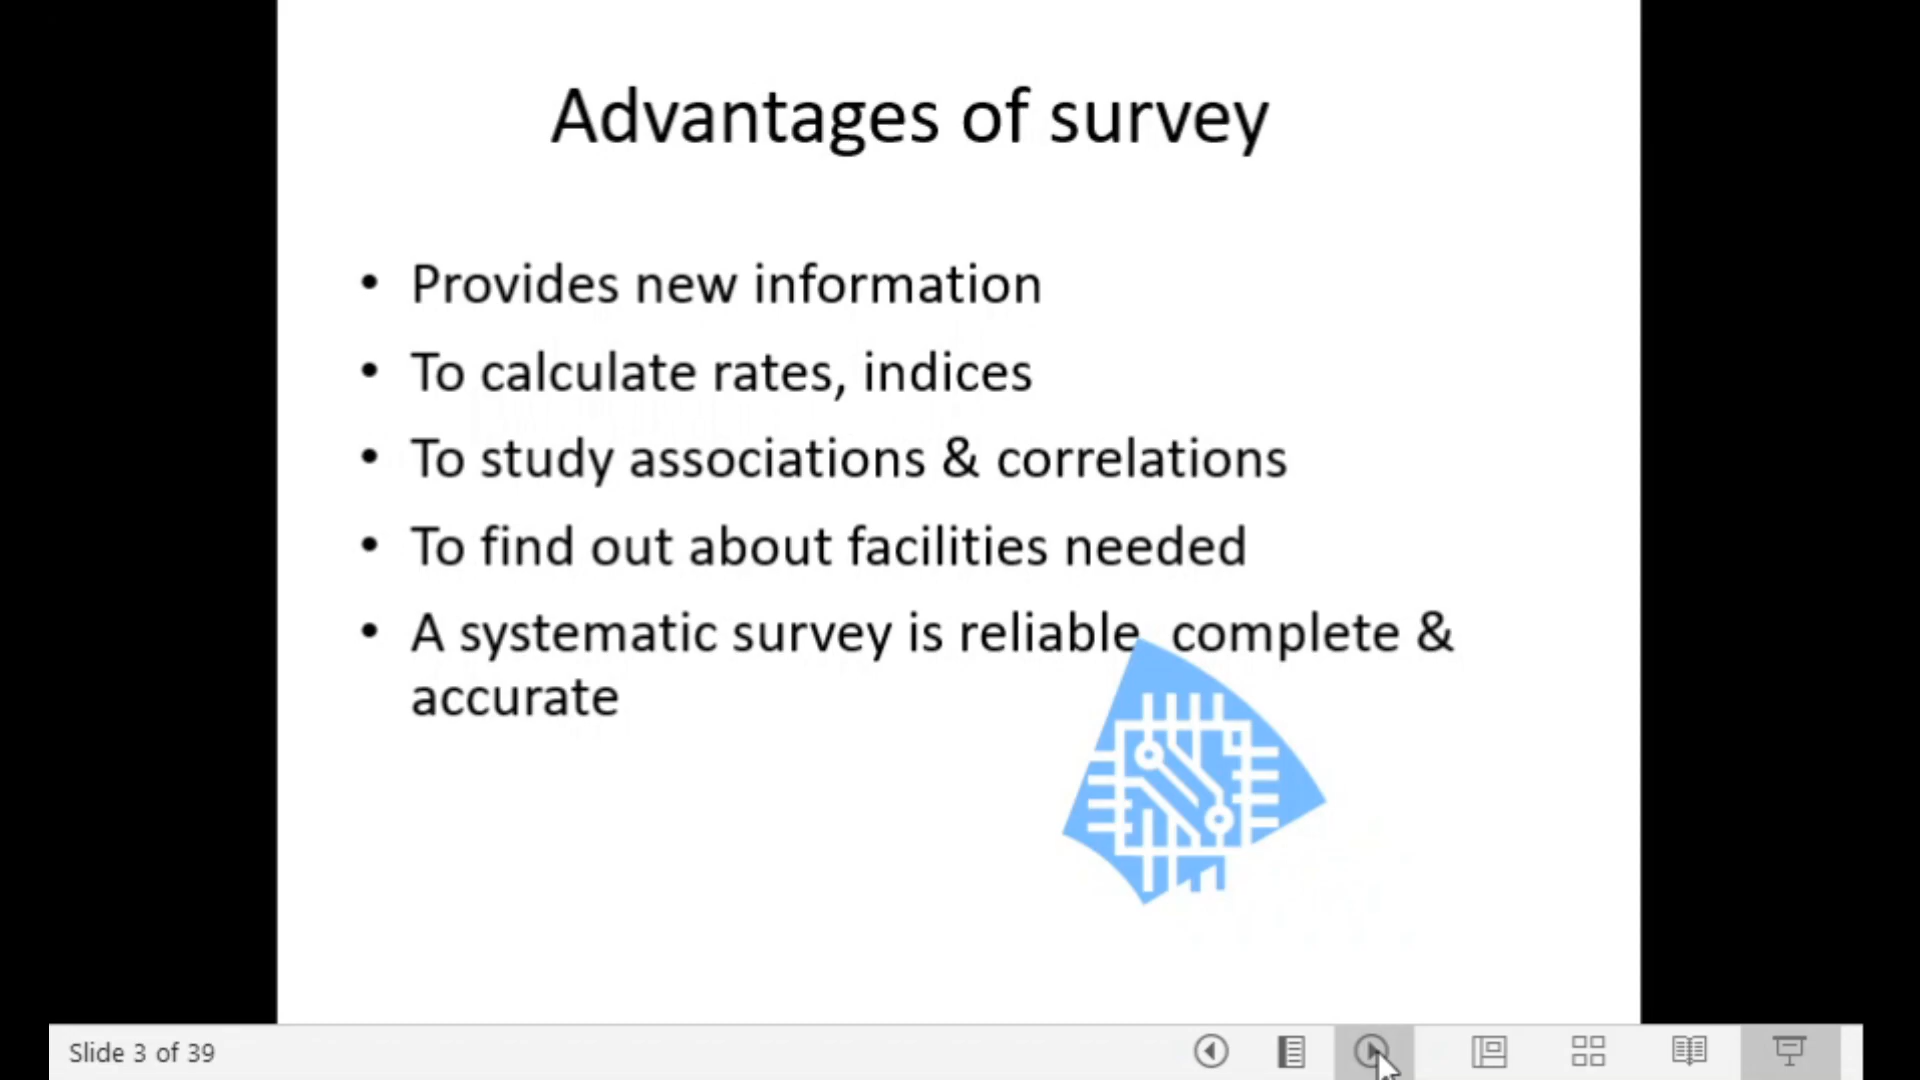 Advantages of survey
• Provides new information
• To calculate rates, indices
• To study associations & correlations
• To find out about facilities needed
• A systematic survey is reliable complete &
accurate
Slide 3 of 39